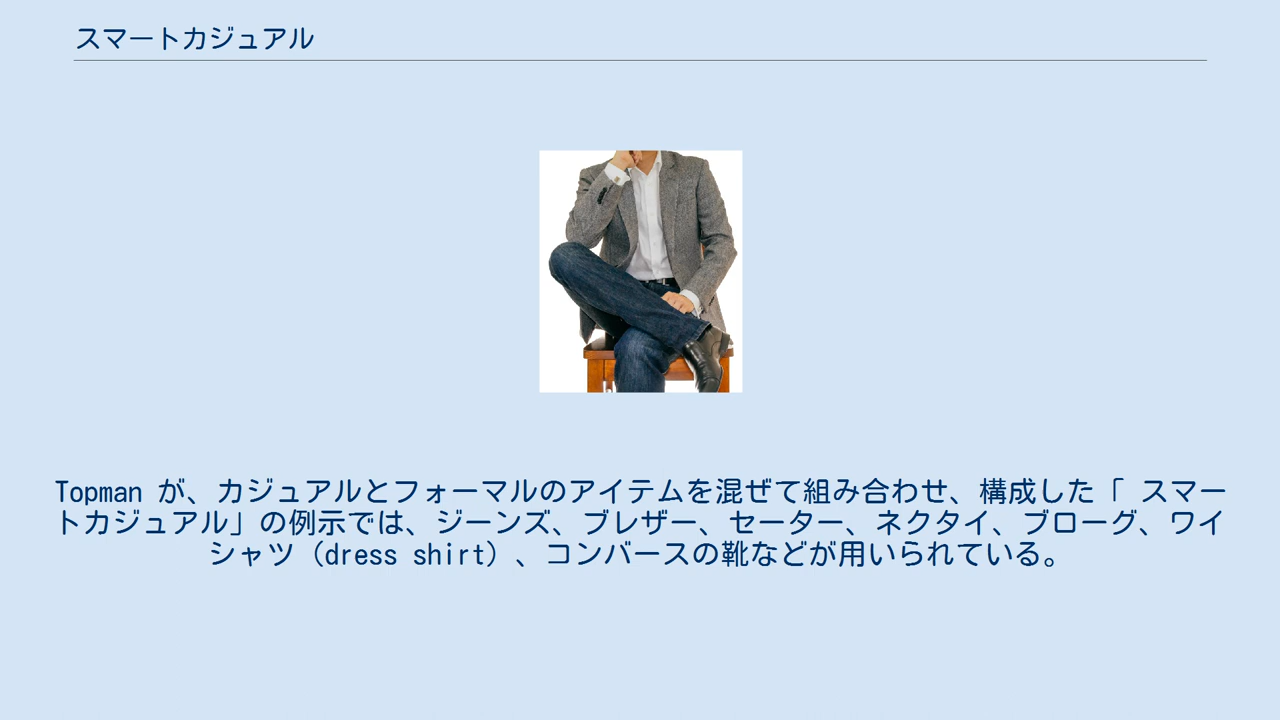 スマートカジュアル
Topman が、カジュアルとフォーマルのアイテムを混ぜて組み合わせ、構成した「 スマー
トカジュアル」の例示では、ジーンズ、ブレザー、セーター、ネクタイ、ブローグ、ワイ
シャツ（dress shirt）、コンバースの靴などが用いられている。